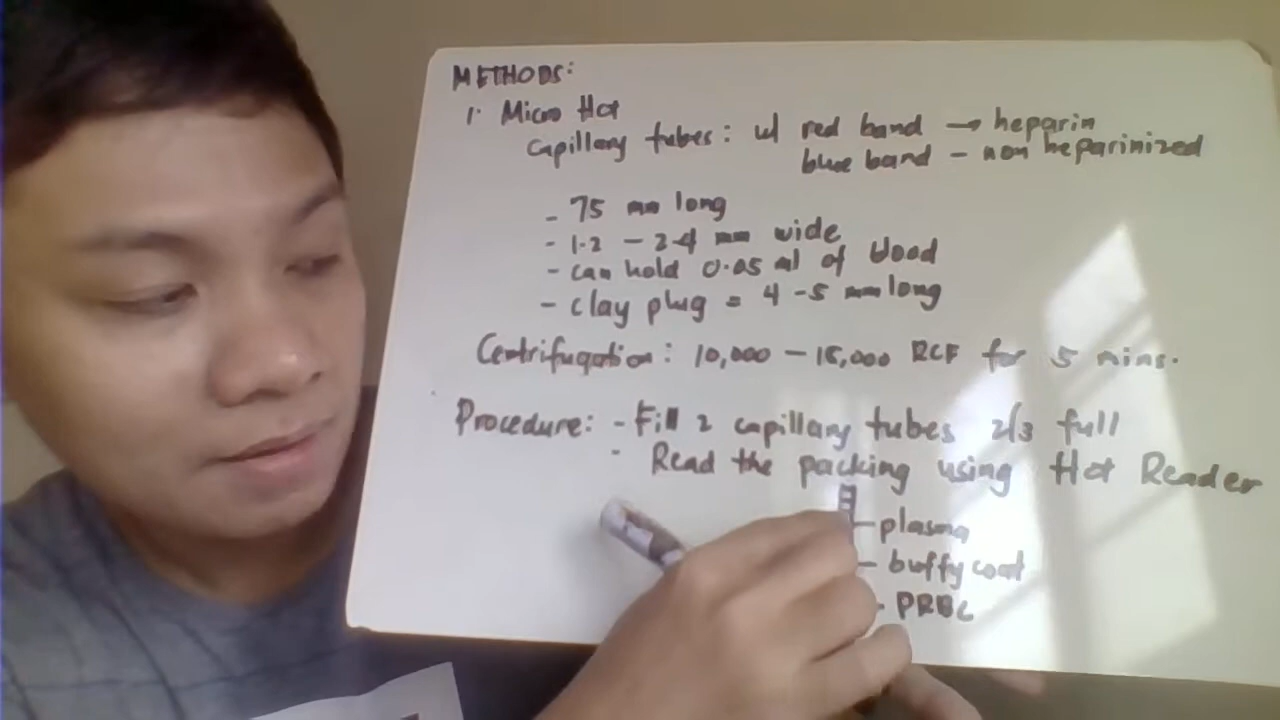 METHODS:
1. Micro Hct
Capillary tubes: w/ red band → heparin
blue band - non heparinized
- 75 mm long
- 1.2 - 2.4 mm wide
- can hold 0.05 ml of blood
- clay plug = 4-5 mm long
Centrifugation: 10,000 - 15,000 RCF for 5 mins.
Procedure: - Fill 2 capillary tubes 2/3 full
- Read the packing using Hct Reader
- plasma
- buffy coat
- PRBC